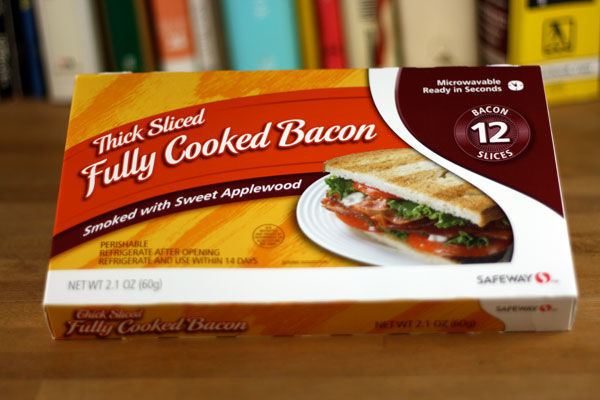 Microwavable
Ready in Seconds
BACON
12
SLICES
Thick Sliced
Fully Cooked Bacon
Smoked with Sweet Applewood
PERISHABLE
REFRIGERATE AFTER OPENING
REFRIGERATE AND USE WITHIN 14 DAYS
NET WT 2.1 OZ (60g)
SAFEWAY
Thick Sliced
Fully Cooked Bacon
NET WT 2.1 OZ (60g)
SAFEWAY